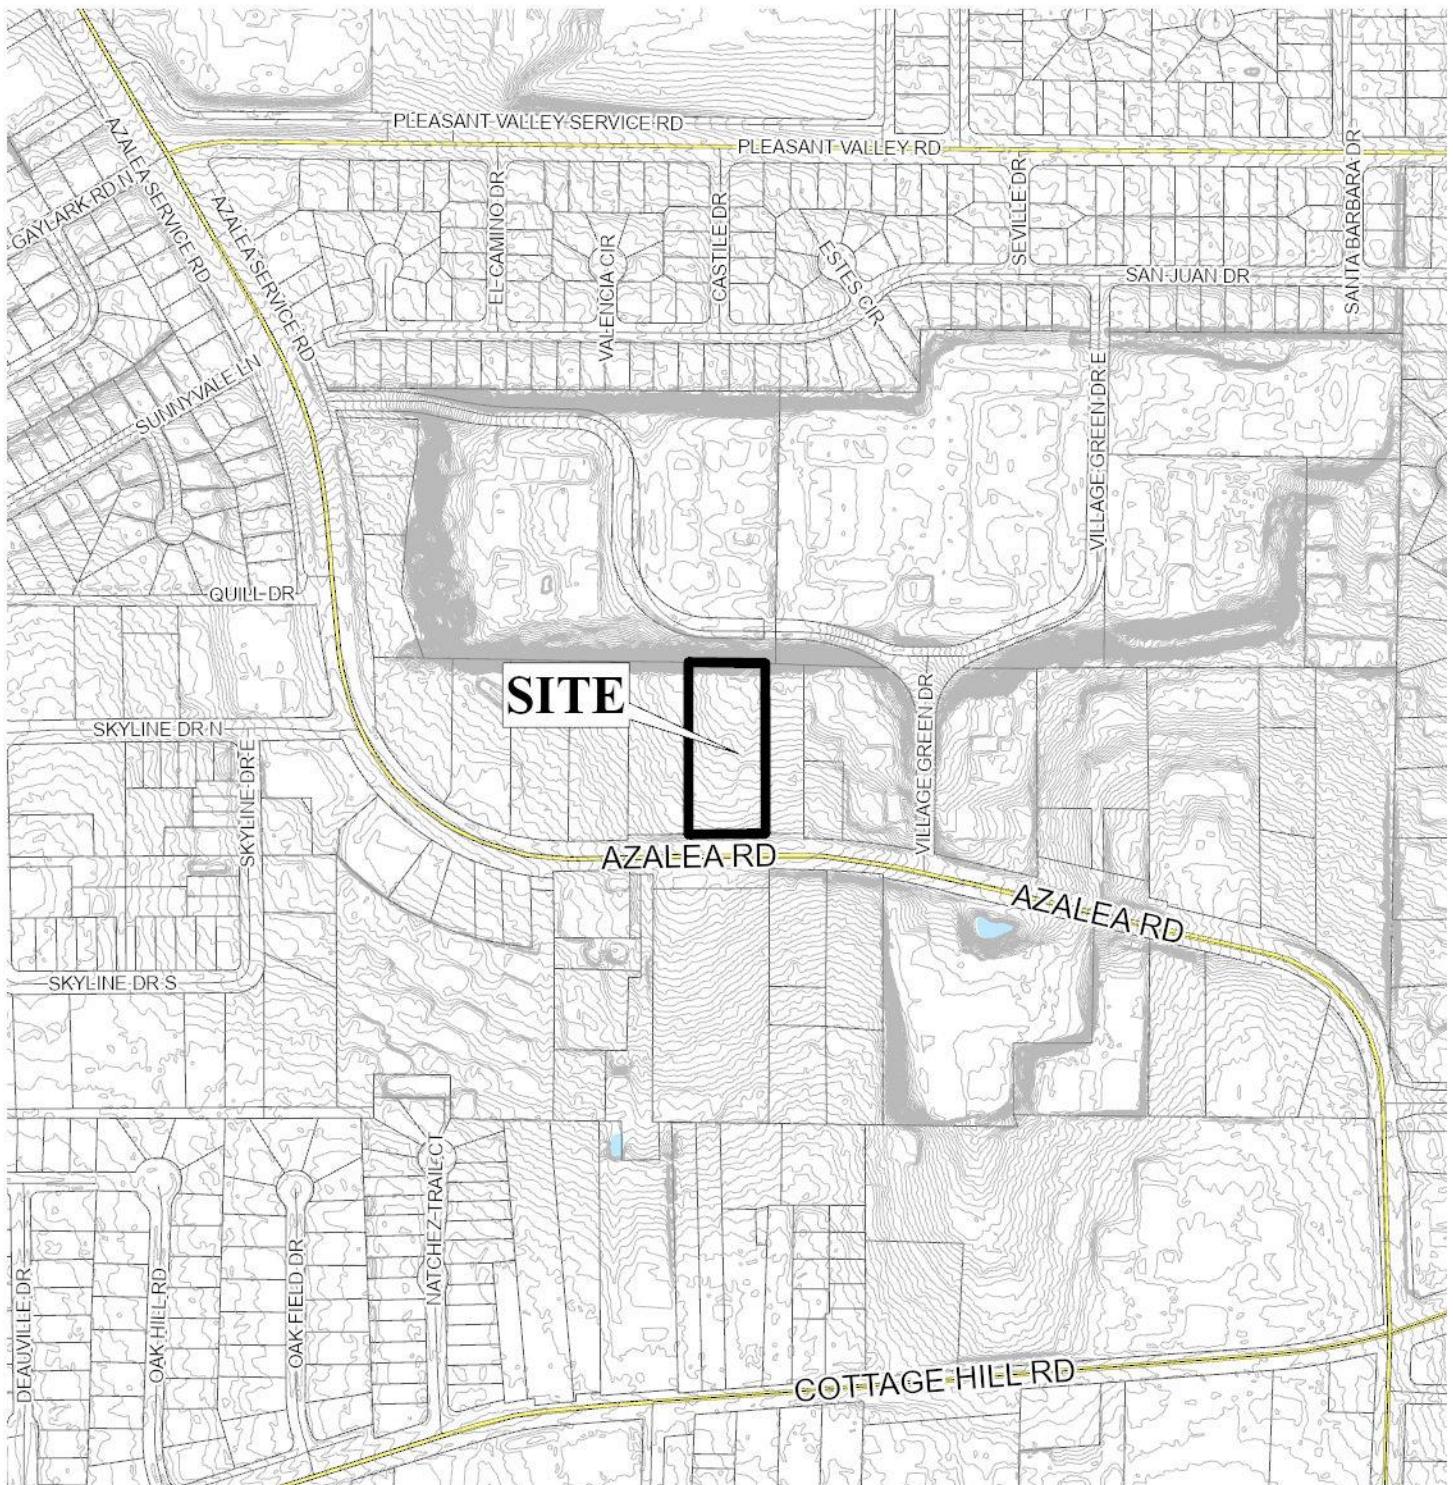 PLEASANT VALLEY SERVICE RD
PLEASANT VALLEY RD
AZALEA SERVICE RD
GAYLARK RD N
AZALEA SERVICE RD
EL CAMINO DR
VALENCIA CIR
CASTILE DR
ESTES CIR
SEVILLE DR
SANTA BARBARA DR
SAN JUAN DR
SUNNYVALE LN
VILLAGE GREEN DR E
QUILL DR
SITE
SKYLINE DR N
SKYLINE DR E
VILLAGE GREEN DR
AZALEA RD
AZALEA RD
SKYLINE DR S
NATCHEZ TRAIL CT
DEAUVILLE DR
OAK HILL RD
OAK FIELD DR
COTTAGE HILL RD